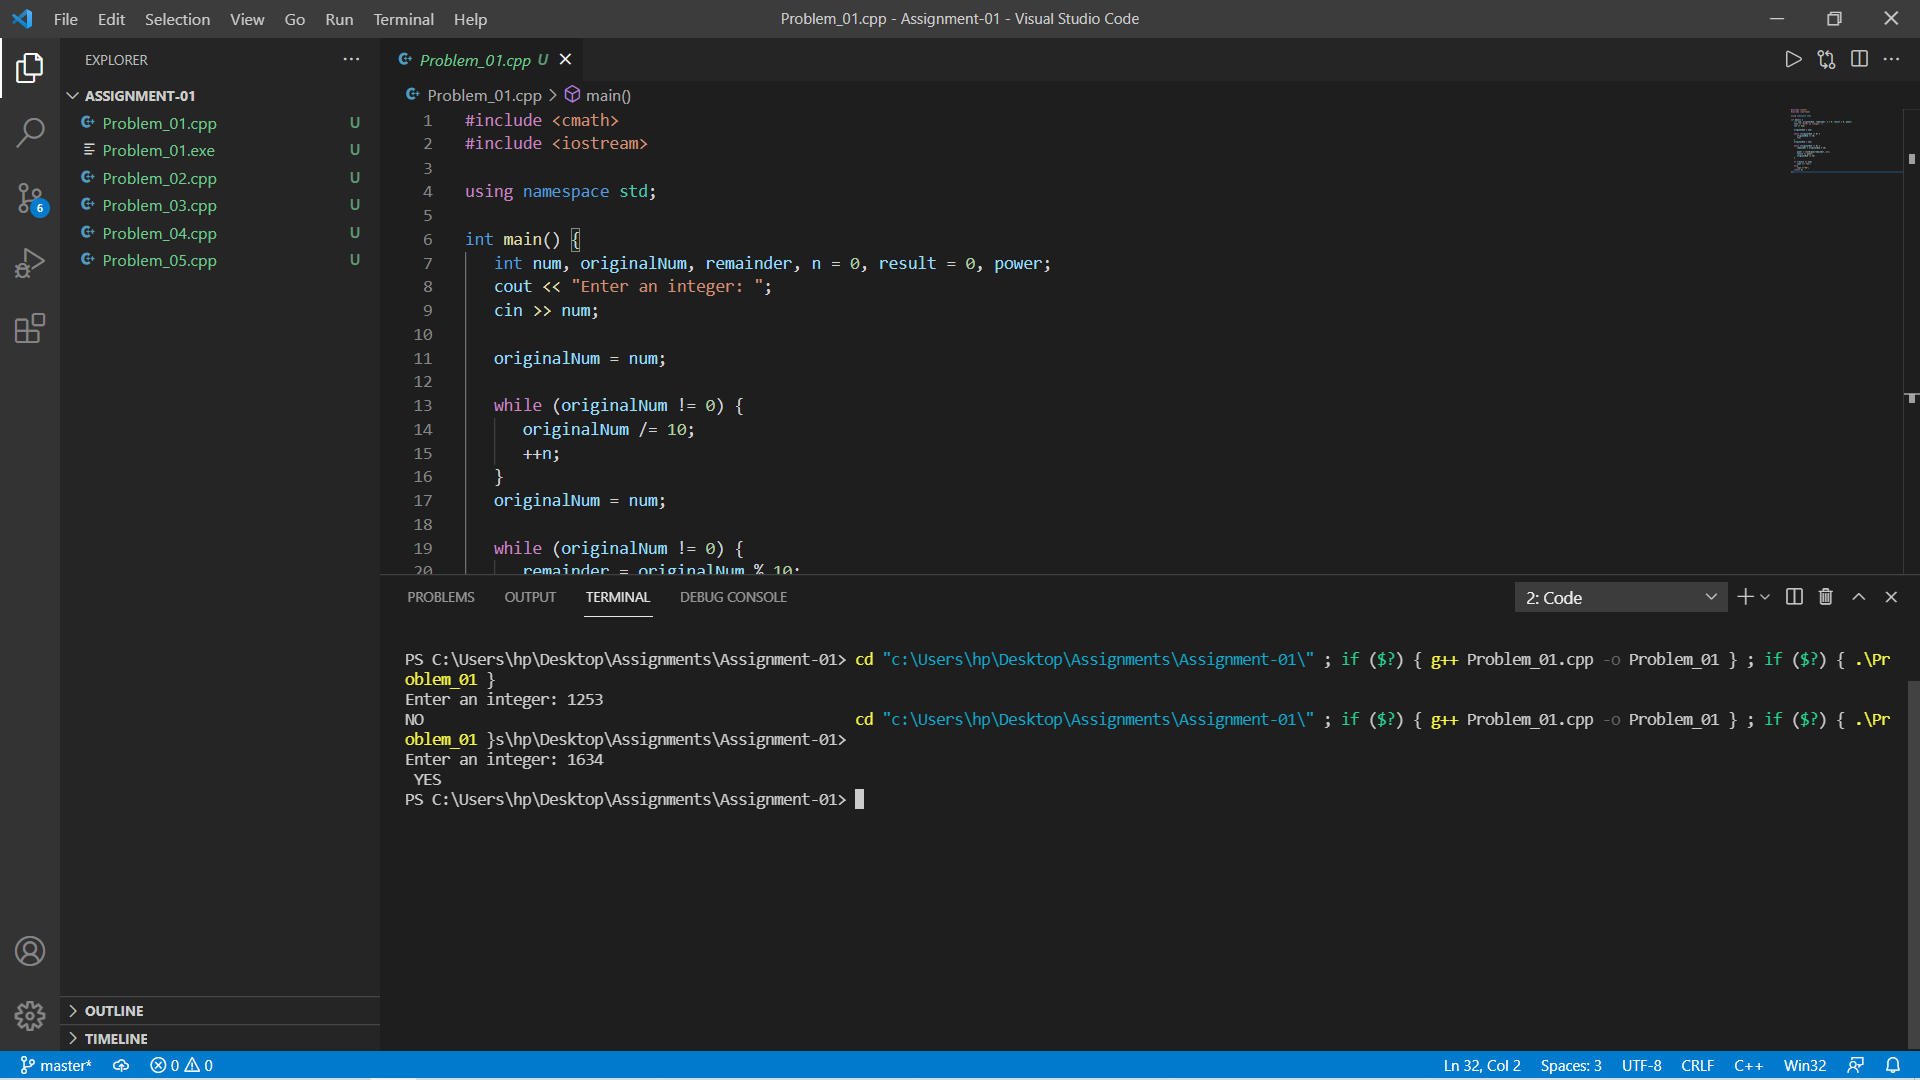 File Edit Selection View Go Run Terminal Help
Problem_01.cpp - Assignment-01 - Visual Studio Code
EXPLORER
ASSIGNMENT-01
Problem_01.cpp U
Problem_01.exe U
Problem_02.cpp U
Problem_03.cpp U
Problem_04.cpp U
Problem_05.cpp U
6
OUTLINE
TIMELINE
Problem_01.cpp U
Problem_01.cpp > main()
1 #include <cmath>
2 #include <iostream>
3
4 using namespace std;
5
6 int main() {
7 int num, originalNum, remainder, n = 0, result = 0, power;
8 cout << "Enter an integer: ";
9 cin >> num;
10
11 originalNum = num;
12
13 while (originalNum != 0) {
14 originalNum /= 10;
15 ++n;
16 }
17 originalNum = num;
18
19 while (originalNum != 0) {
20 remainder = originalNum % 10;
PROBLEMS OUTPUT TERMINAL DEBUG CONSOLE
2: Code
PS C:\Users\hp\Desktop\Assignments\Assignment-01> cd "c:\Users\hp\Desktop\Assignments\Assignment-01\" ; if ($?) { g++ Problem_01.cpp -o Problem_01 } ; if ($?) { .\Pr
oblem_01 }
Enter an integer: 1253
NO cd "c:\Users\hp\Desktop\Assignments\Assignment-01\" ; if ($?) { g++ Problem_01.cpp -o Problem_01 } ; if ($?) { .\Pr
oblem_01 }s\hp\Desktop\Assignments\Assignment-01>
Enter an integer: 1634
YES
PS C:\Users\hp\Desktop\Assignments\Assignment-01>
master* 0 0
Ln 32, Col 2 Spaces: 3 UTF-8 CRLF C++ Win32